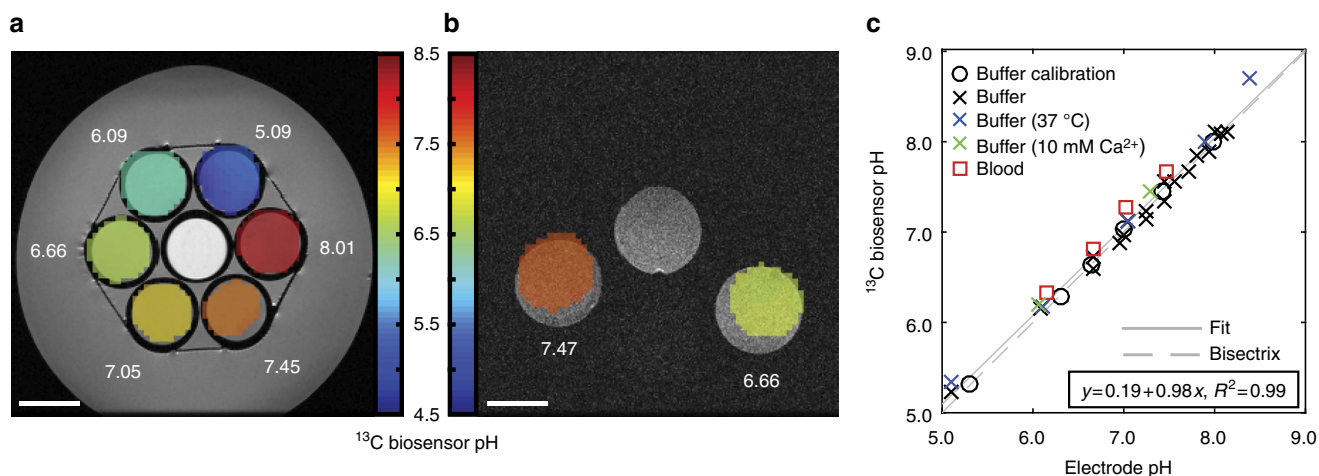 a
6.09
5.09
6.66
8.01
7.05
7.45
8.5
7.5
6.5
5.5
4.5
¹³C biosensor pH
b
7.47
6.66
c
¹³C biosensor pH
9.0
8.0
7.0
6.0
5.0
Buffer calibration
Buffer
Buffer (37 °C)
Buffer (10 mM Ca²⁺)
Blood
Fit
Bisectrix
y=0.19+0.98x, R²=0.99
5.0 6.0 7.0 8.0 9.0
Electrode pH